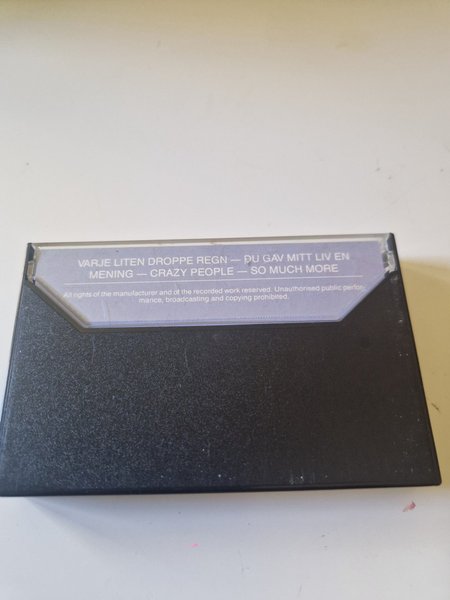 VARJE LITEN DROPPE REGN — DU GAV MITT LIV EN
MENING — CRAZY PEOPLE — SO MUCH MORE
All rights of the manufacturer and of the recorded work reserved. Unauthorised public perfor-
mance, broadcasting and copying prohibited.